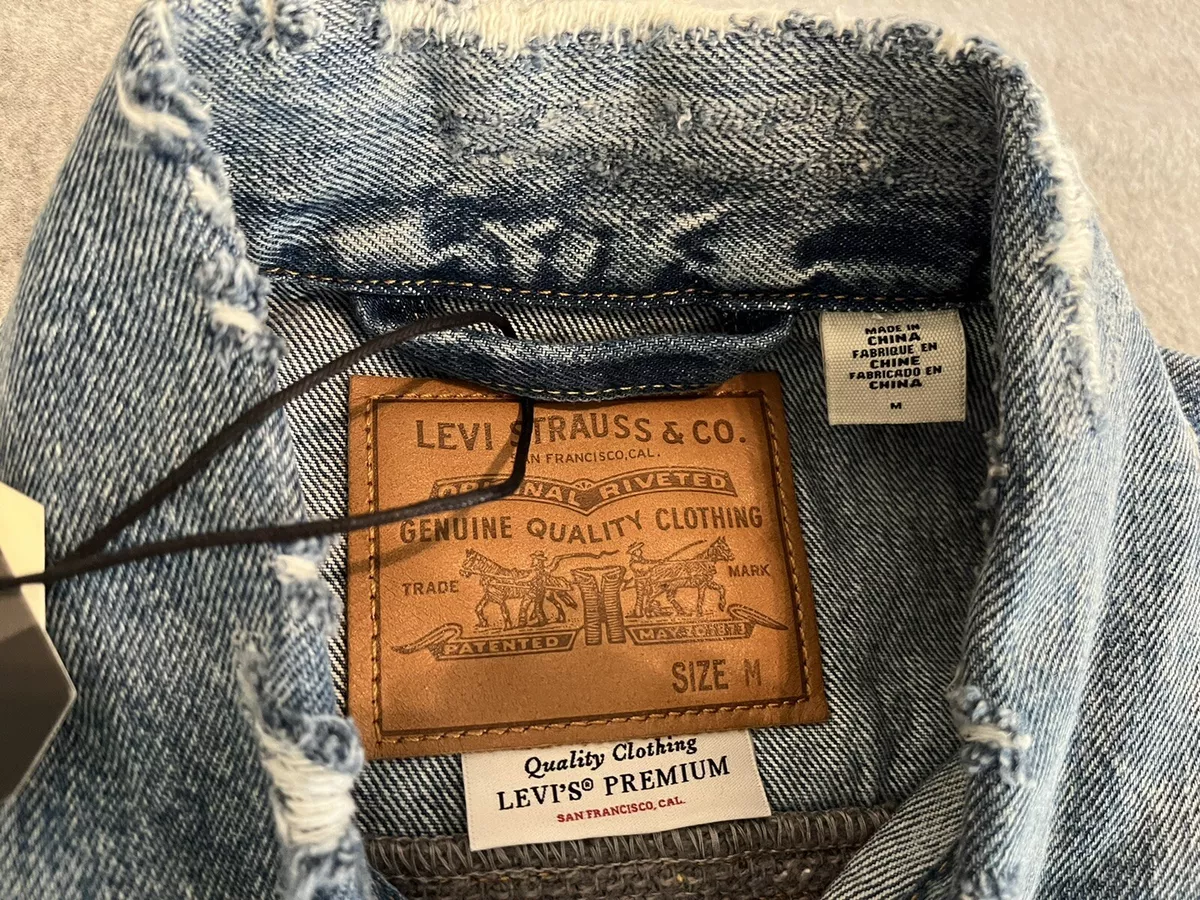 MADE IN
CHINA
FABRIQUE EN
CHINE
FABRICADO EN
CHINA
M
LEVI STRAUSS & CO.
SAN FRANCISCO, CAL.
ORIGINAL RIVETED
GENUINE QUALITY CLOTHING
TRADE MARK
PATENTED MAY 20 1873
SIZE M
Quality Clothing
LEVI'S® PREMIUM
SAN FRANCISCO, CAL.